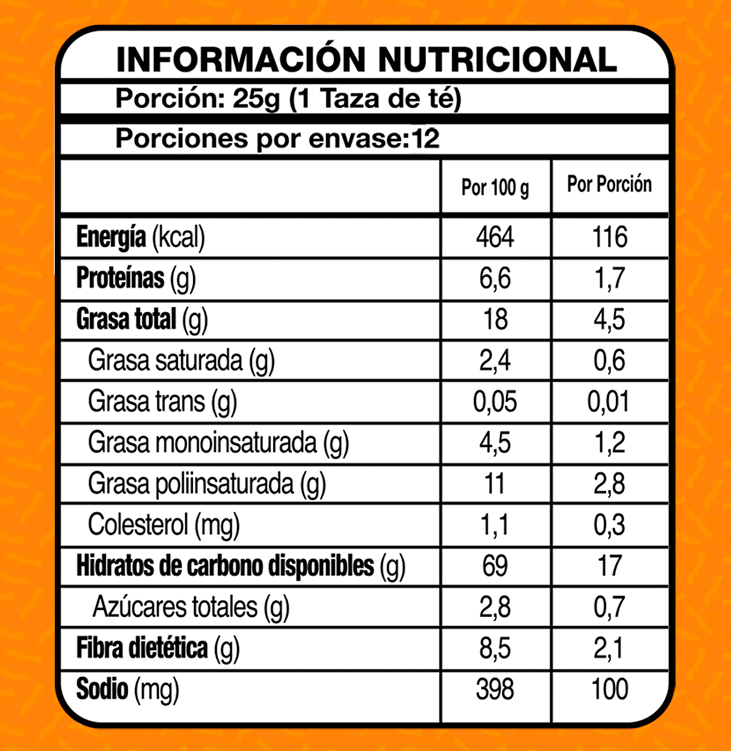 INFORMACIÓN NUTRICIONAL
Porción: 25g (1 Taza de té)
Porciones por envase:12
Por 100 g Por Porción
Energía (kcal) 464 116
Proteínas (g) 6,6 1,7
Grasa total (g) 18 4,5
Grasa saturada (g) 2,4 0,6
Grasa trans (g) 0,05 0,01
Grasa monoinsaturada (g) 4,5 1,2
Grasa poliinsaturada (g) 11 2,8
Colesterol (mg) 1,1 0,3
Hidratos de carbono disponibles (g) 69 17
Azúcares totales (g) 2,8 0,7
Fibra dietética (g) 8,5 2,1
Sodio (mg) 398 100